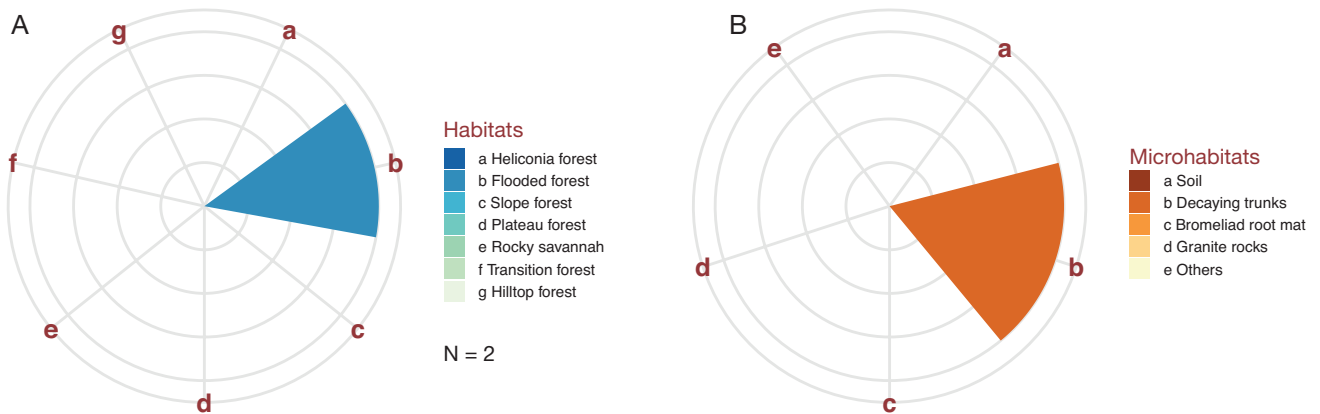 A
g
a
f
b
e
c
d
Habitats
a Heliconia forest
b Flooded forest
c Slope forest
d Plateau forest
e Rocky savannah
f Transition forest
g Hilltop forest
N = 2
B
e
a
d
b
c
Microhabitats
a Soil
b Decaying trunks
c Bromeliad root mat
d Granite rocks
e Others